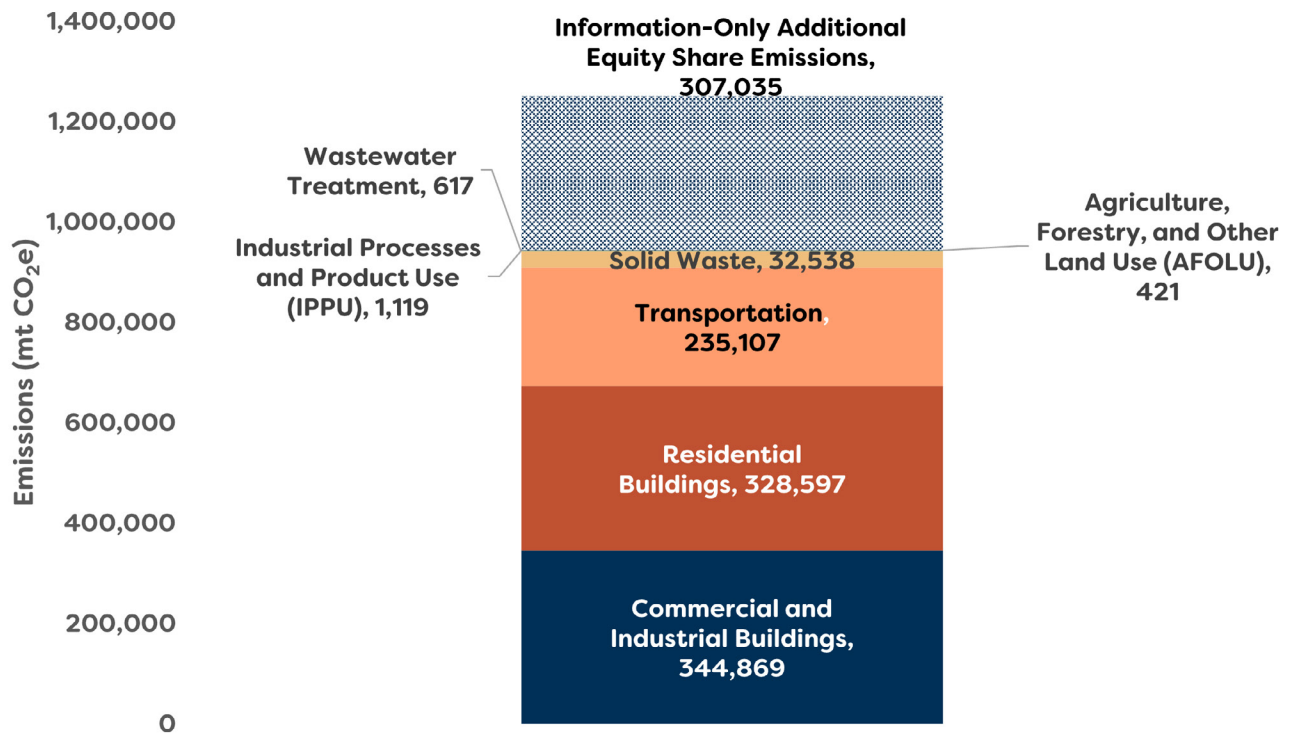 1,400,000
1,200,000
1,000,000
800,000
600,000
400,000
200,000
0
Emissions (mt CO₂e)
Information-Only Additional
Equity Share Emissions,
307,035
Wastewater
Treatment, 617
Industrial Processes
and Product Use
(IPPU), 1,119
Agriculture,
Forestry, and Other
Land Use (AFOLU),
421
Solid Waste, 32,538
Transportation,
235,107
Residential
Buildings, 328,597
Commercial and
Industrial Buildings,
344,869